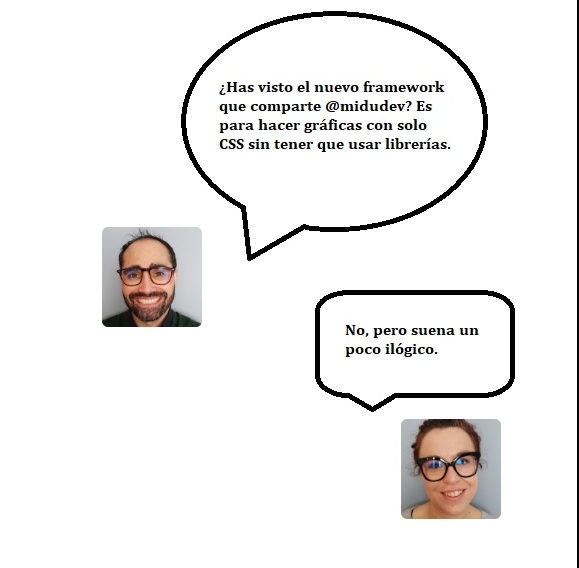 ¿Has visto el nuevo framework
que comparte @midudev? Es
para hacer gráficas con solo
CSS sin tener que usar librerías.
No, pero suena un
poco ilógico.